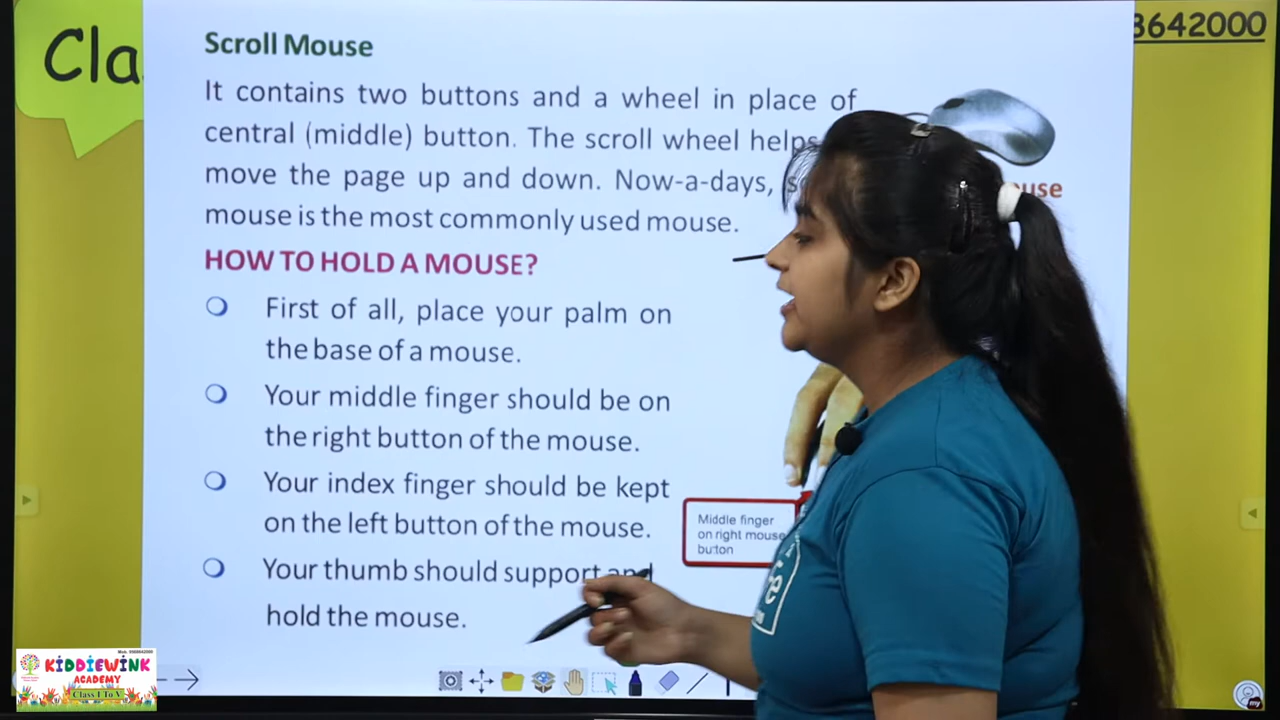 Cla
3642000
Scroll Mouse
It contains two buttons and a wheel in place of
central (middle) button. The scroll wheel helps
move the page up and down. Now-a-days,
mouse is the most commonly used mouse.
HOW TO HOLD A MOUSE?
First of all, place your palm on
the base of a mouse.
Your middle finger should be on
the right button of the mouse.
Your index finger should be kept
on the left button of the mouse.
Your thumb should support and
hold the mouse.
Middle finger
on right mouse
button
KIDDIEWINK
ACADEMY
Class I To V
my